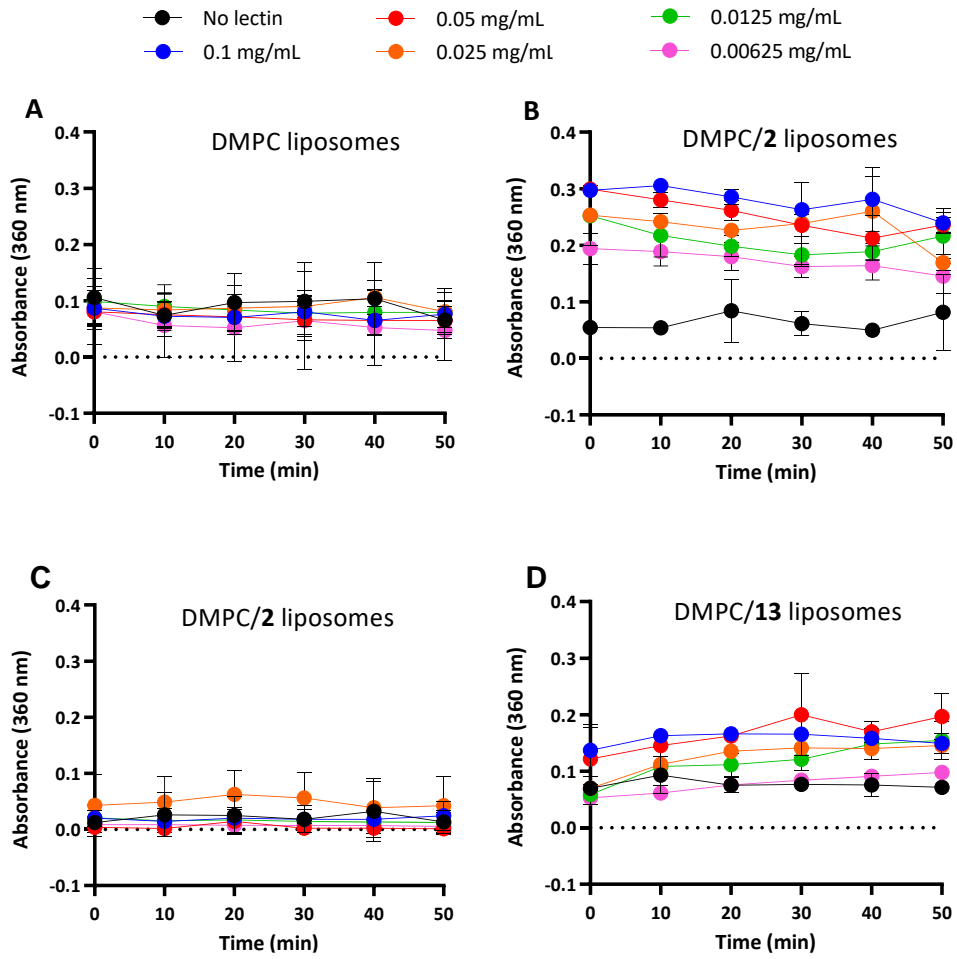 No lectin
0.05 mg/mL
0.0125 mg/mL
0.1 mg/mL
0.025 mg/mL
0.00625 mg/mL
A
DMPC liposomes
Absorbance (360 nm)
0.4
0.3
0.2
0.1
0.0
-0.1
0 10 20 30 40 50
Time (min)
B
DMPC/2 liposomes
Absorbance (360 nm)
0.4
0.3
0.2
0.1
0.0
-0.1
0 10 20 30 40 50
Time (min)
C
DMPC/2 liposomes
Absorbance (360 nm)
0.4
0.3
0.2
0.1
0.0
-0.1
0 10 20 30 40 50
Time (min)
D
DMPC/13 liposomes
Absorbance (360 nm)
0.4
0.3
0.2
0.1
0.0
-0.1
0 10 20 30 40 50
Time (min)